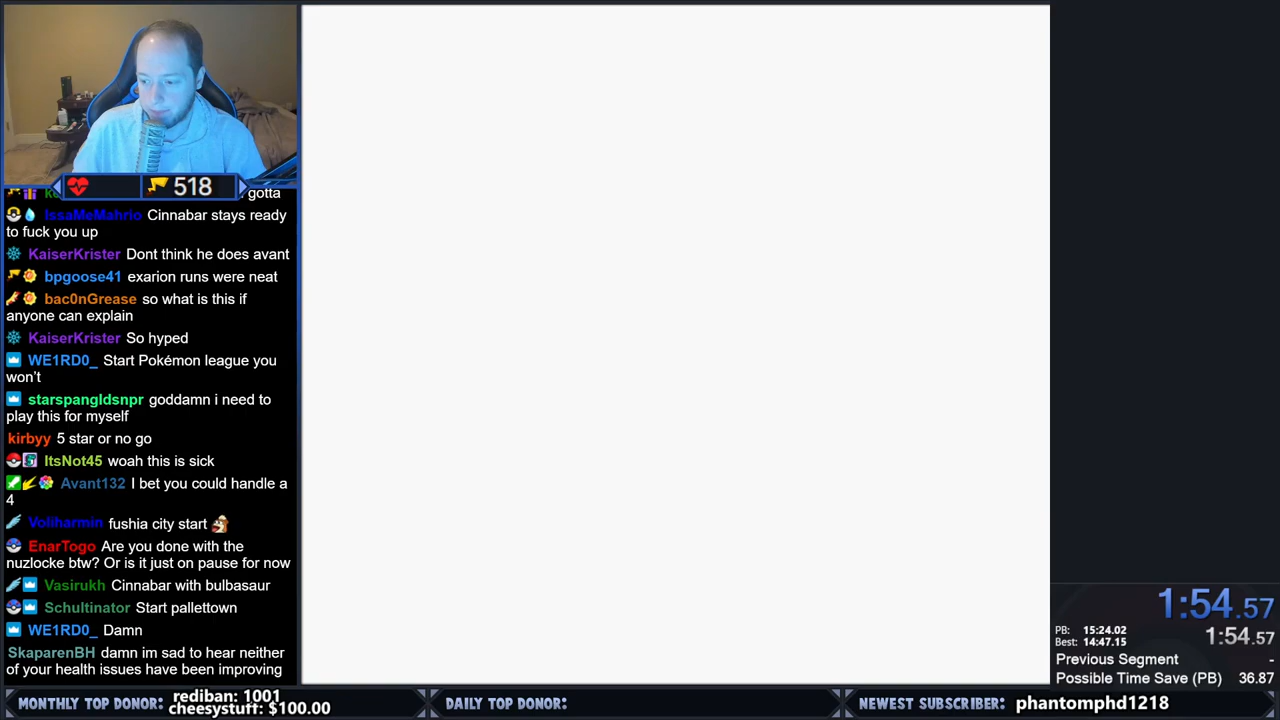 518
gotta
IssaMeMahrio Cinnabar stays ready
to fuck you up
KaiserKrister Dont think he does avant
bpgoose41 exarion runs were neat
bac0nGrease so what is this if
anyone can explain
KaiserKrister So hyped
WE1RD0_ Start Pokémon league you
won't
starspangldsnpr goddamn i need to
play this for myself
kirbyy 5 star or no go
ItsNot45 woah this is sick
Avant132 I bet you could handle a
4
Voliharmin fushia city start
EnarTogo Are you done with the
nuzlocke btw? Or is it just on pause for now
Vasirukh Cinnabar with bulbasaur
Schultinator Start pallettown
WE1RD0_ Damn
SkaparenBH damn im sad to hear neither
of your health issues have been improving
1:54.57
PB: 15:24.02
Best: 14:47.15
1:54.57
Previous Segment -
Possible Time Save (PB) 36.87
MONTHLY TOP DONOR: rediban: 1001
cheesystuff: $100.00
DAILY TOP DONOR:
NEWEST SUBSCRIBER: phantomphd1218